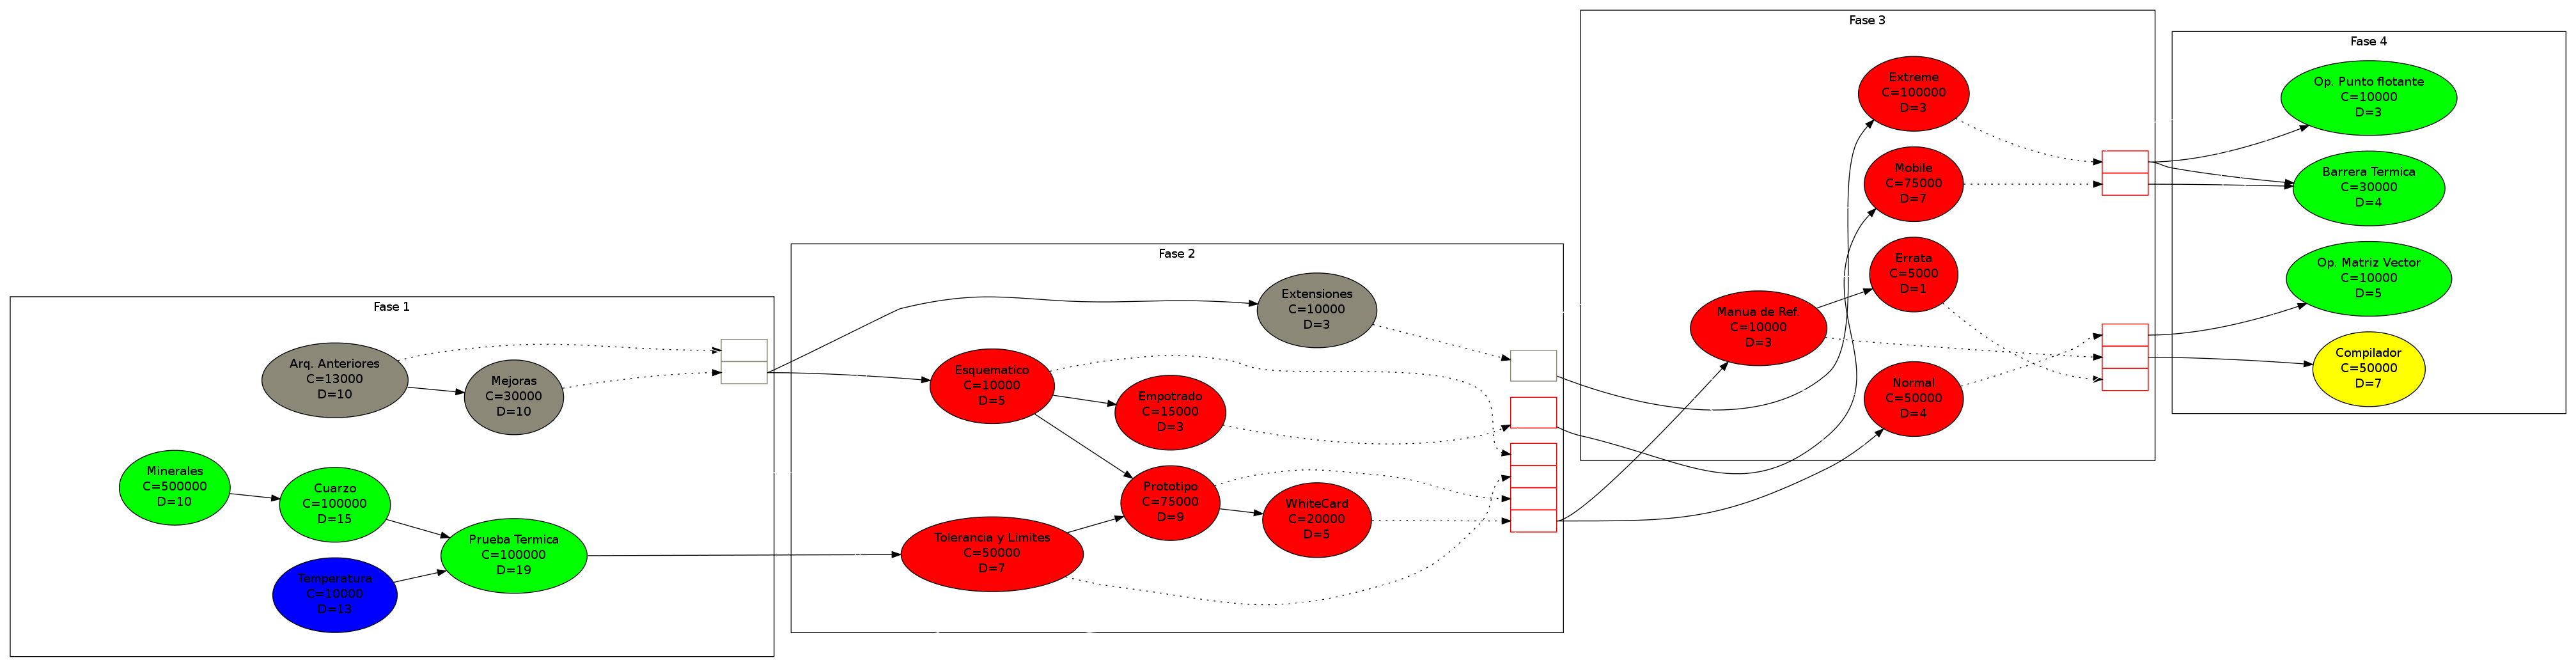 Fase 1
Arq. Anteriores
C=13000
D=10
Mejoras
C=30000
D=10
Minerales
C=500000
D=10
Cuarzo
C=100000
D=15
Prueba Termica
C=100000
D=19
Temperatura
C=10000
D=13
Fase 2
Extensiones
C=10000
D=3
Esquematico
C=10000
D=5
Empotrado
C=15000
D=3
Prototipo
C=75000
D=9
WhiteCard
C=20000
D=5
Tolerancia y Limites
C=50000
D=7
Fase 3
Extreme
C=100000
D=3
Mobile
C=75000
D=7
Errata
C=5000
D=1
Manua de Ref.
C=10000
D=3
Normal
C=50000
D=4
Fase 4
Op. Punto flotante
C=10000
D=3
Barrera Termica
C=30000
D=4
Op. Matriz Vector
C=10000
D=5
Compilador
C=50000
D=7